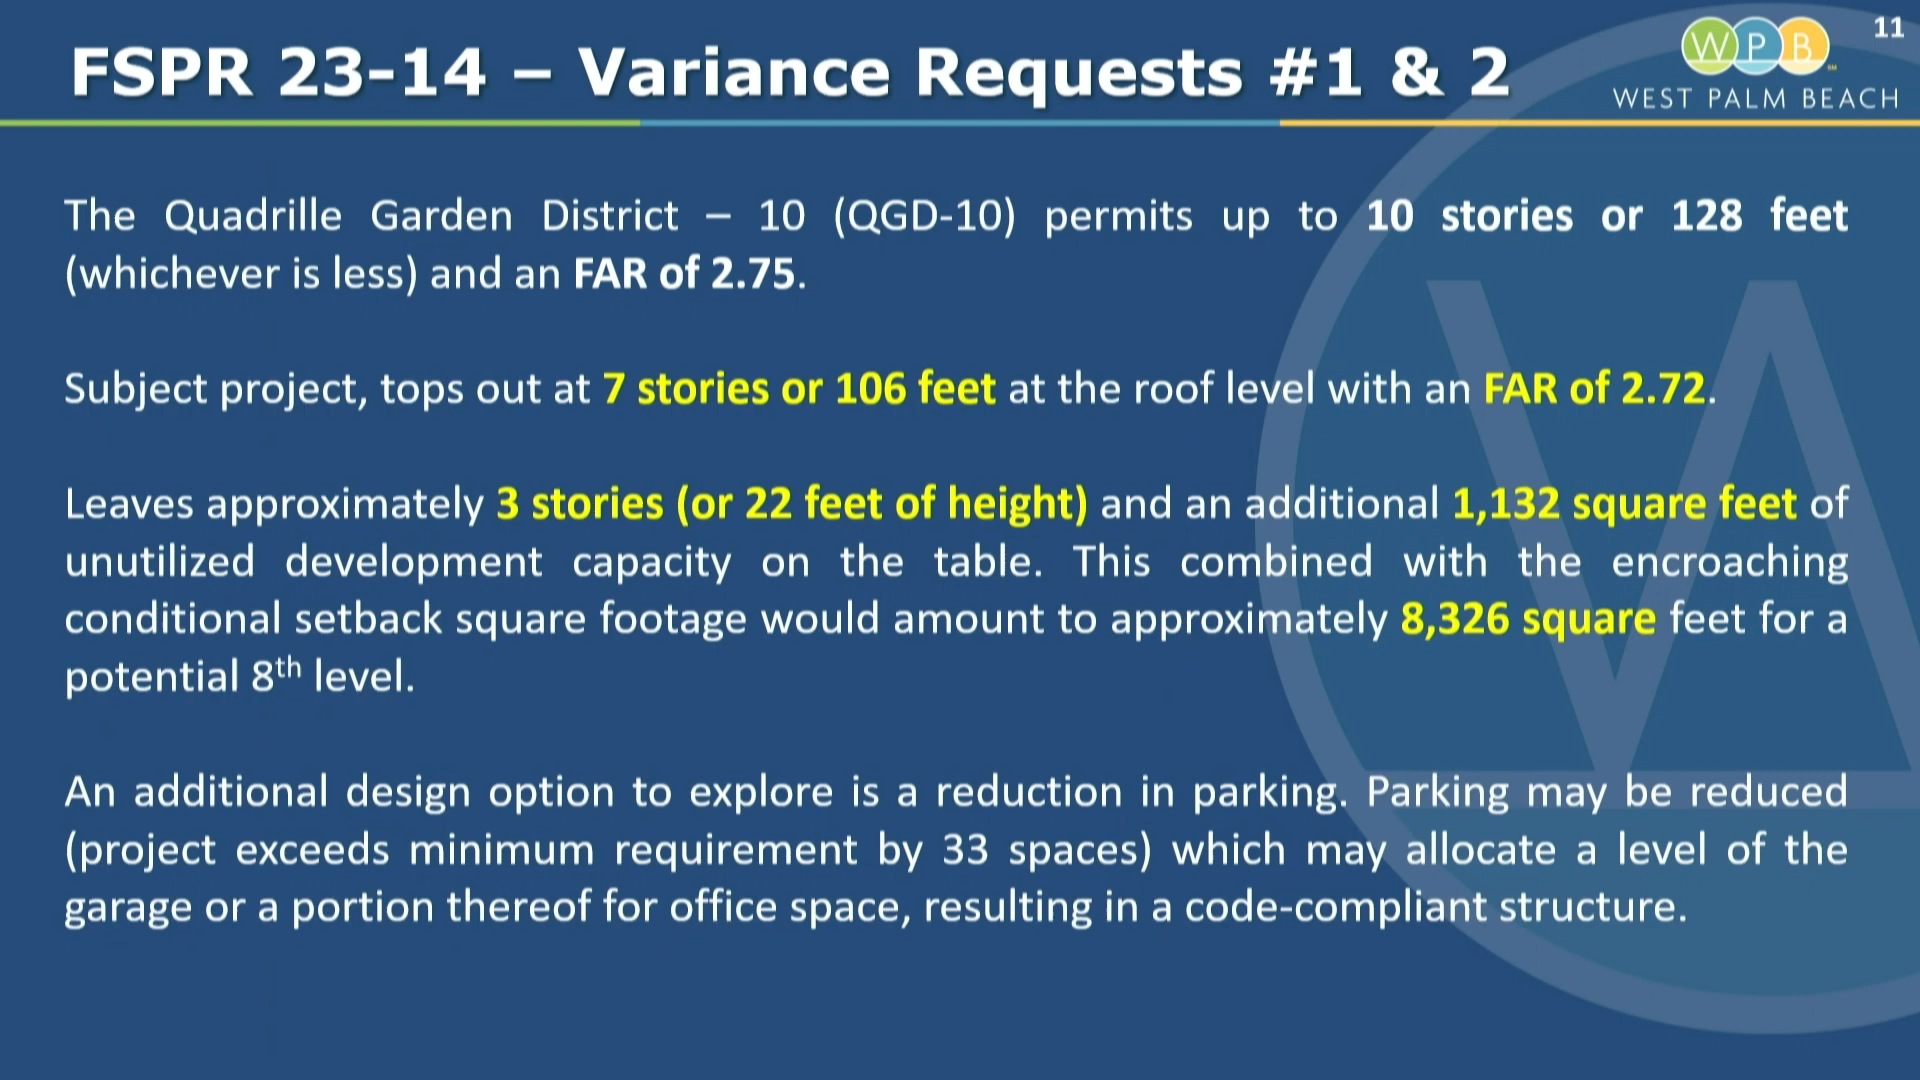 11
FSPR 23-14 – Variance Requests #1 & 2
WPB
SM
WEST PALM BEACH
The Quadrille Garden District – 10 (QGD-10) permits up to 10 stories or 128 feet
(whichever is less) and an FAR of 2.75.
Subject project, tops out at 7 stories or 106 feet at the roof level with an FAR of 2.72.
Leaves approximately 3 stories (or 22 feet of height) and an additional 1,132 square feet of
unutilized development capacity on the table. This combined with the encroaching
conditional setback square footage would amount to approximately 8,326 square feet for a
potential 8th level.
An additional design option to explore is a reduction in parking. Parking may be reduced
(project exceeds minimum requirement by 33 spaces) which may allocate a level of the
garage or a portion thereof for office space, resulting in a code-compliant structure.